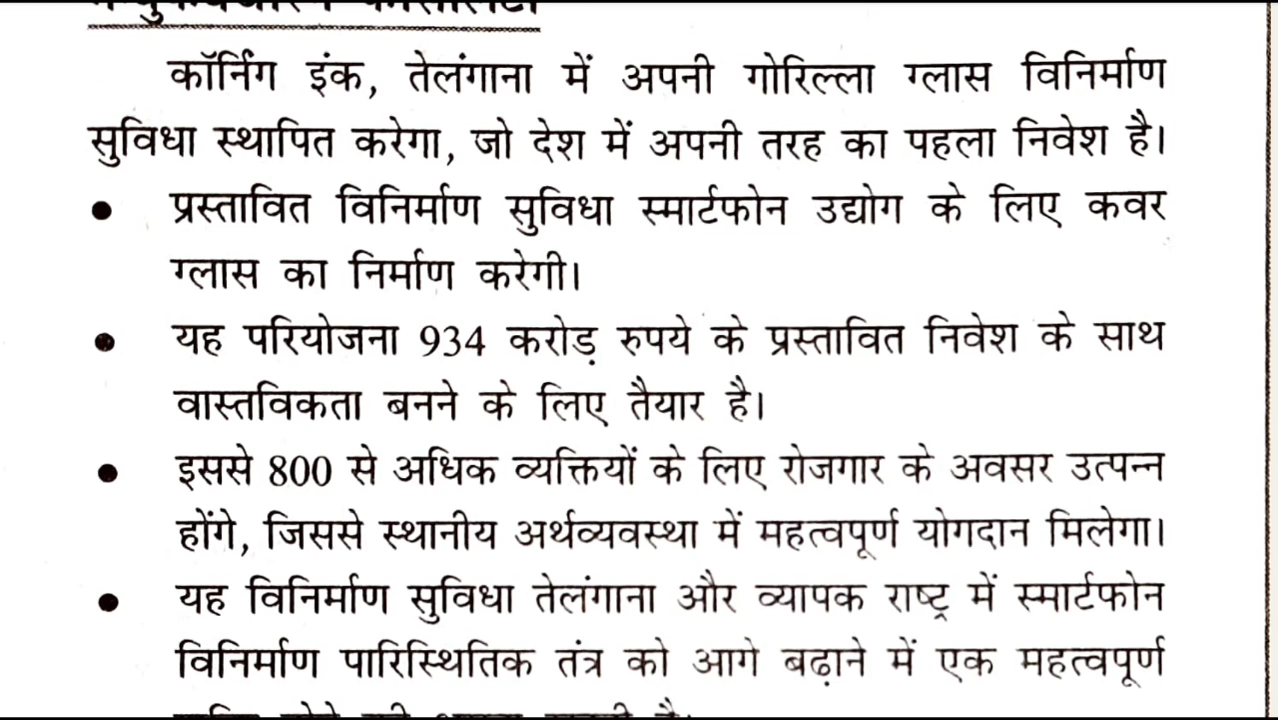 कॉर्निंग इंक, तेलंगाना में अपनी गोरिल्ला ग्लास विनिर्माण
सुविधा स्थापित करेगा, जो देश में अपनी तरह का पहला निवेश है।
● प्रस्तावित विनिर्माण सुविधा स्मार्टफोन उद्योग के लिए कवर
ग्लास का निर्माण करेगी।
● यह परियोजना 934 करोड़ रुपये के प्रस्तावित निवेश के साथ
वास्तविकता बनने के लिए तैयार है।
● इससे 800 से अधिक व्यक्तियों के लिए रोजगार के अवसर उत्पन्न
होंगे, जिससे स्थानीय अर्थव्यवस्था में महत्वपूर्ण योगदान मिलेगा।
● यह विनिर्माण सुविधा तेलंगाना और व्यापक राष्ट्र में स्मार्टफोन
विनिर्माण पारिस्थितिक तंत्र को आगे बढ़ाने में एक महत्वपूर्ण